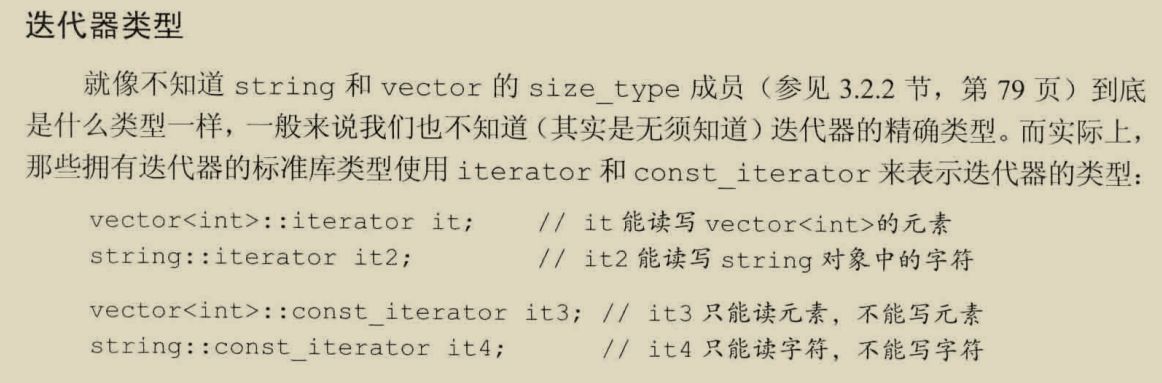 迭代器类型
就像不知道 string 和 vector 的 size_type 成员（参见 3.2.2 节，第 79 页）到底
是什么类型一样，一般来说我们也不知道（其实是无须知道）迭代器的精确类型。而实际上，
那些拥有迭代器的标准库类型使用 iterator 和 const_iterator 来表示迭代器的类型：
vector<int>::iterator it; // it 能读写 vector<int>的元素
string::iterator it2; // it2 能读写 string 对象中的字符
vector<int>::const_iterator it3; // it3 只能读元素，不能写元素
string::const_iterator it4; // it4 只能读字符，不能写字符